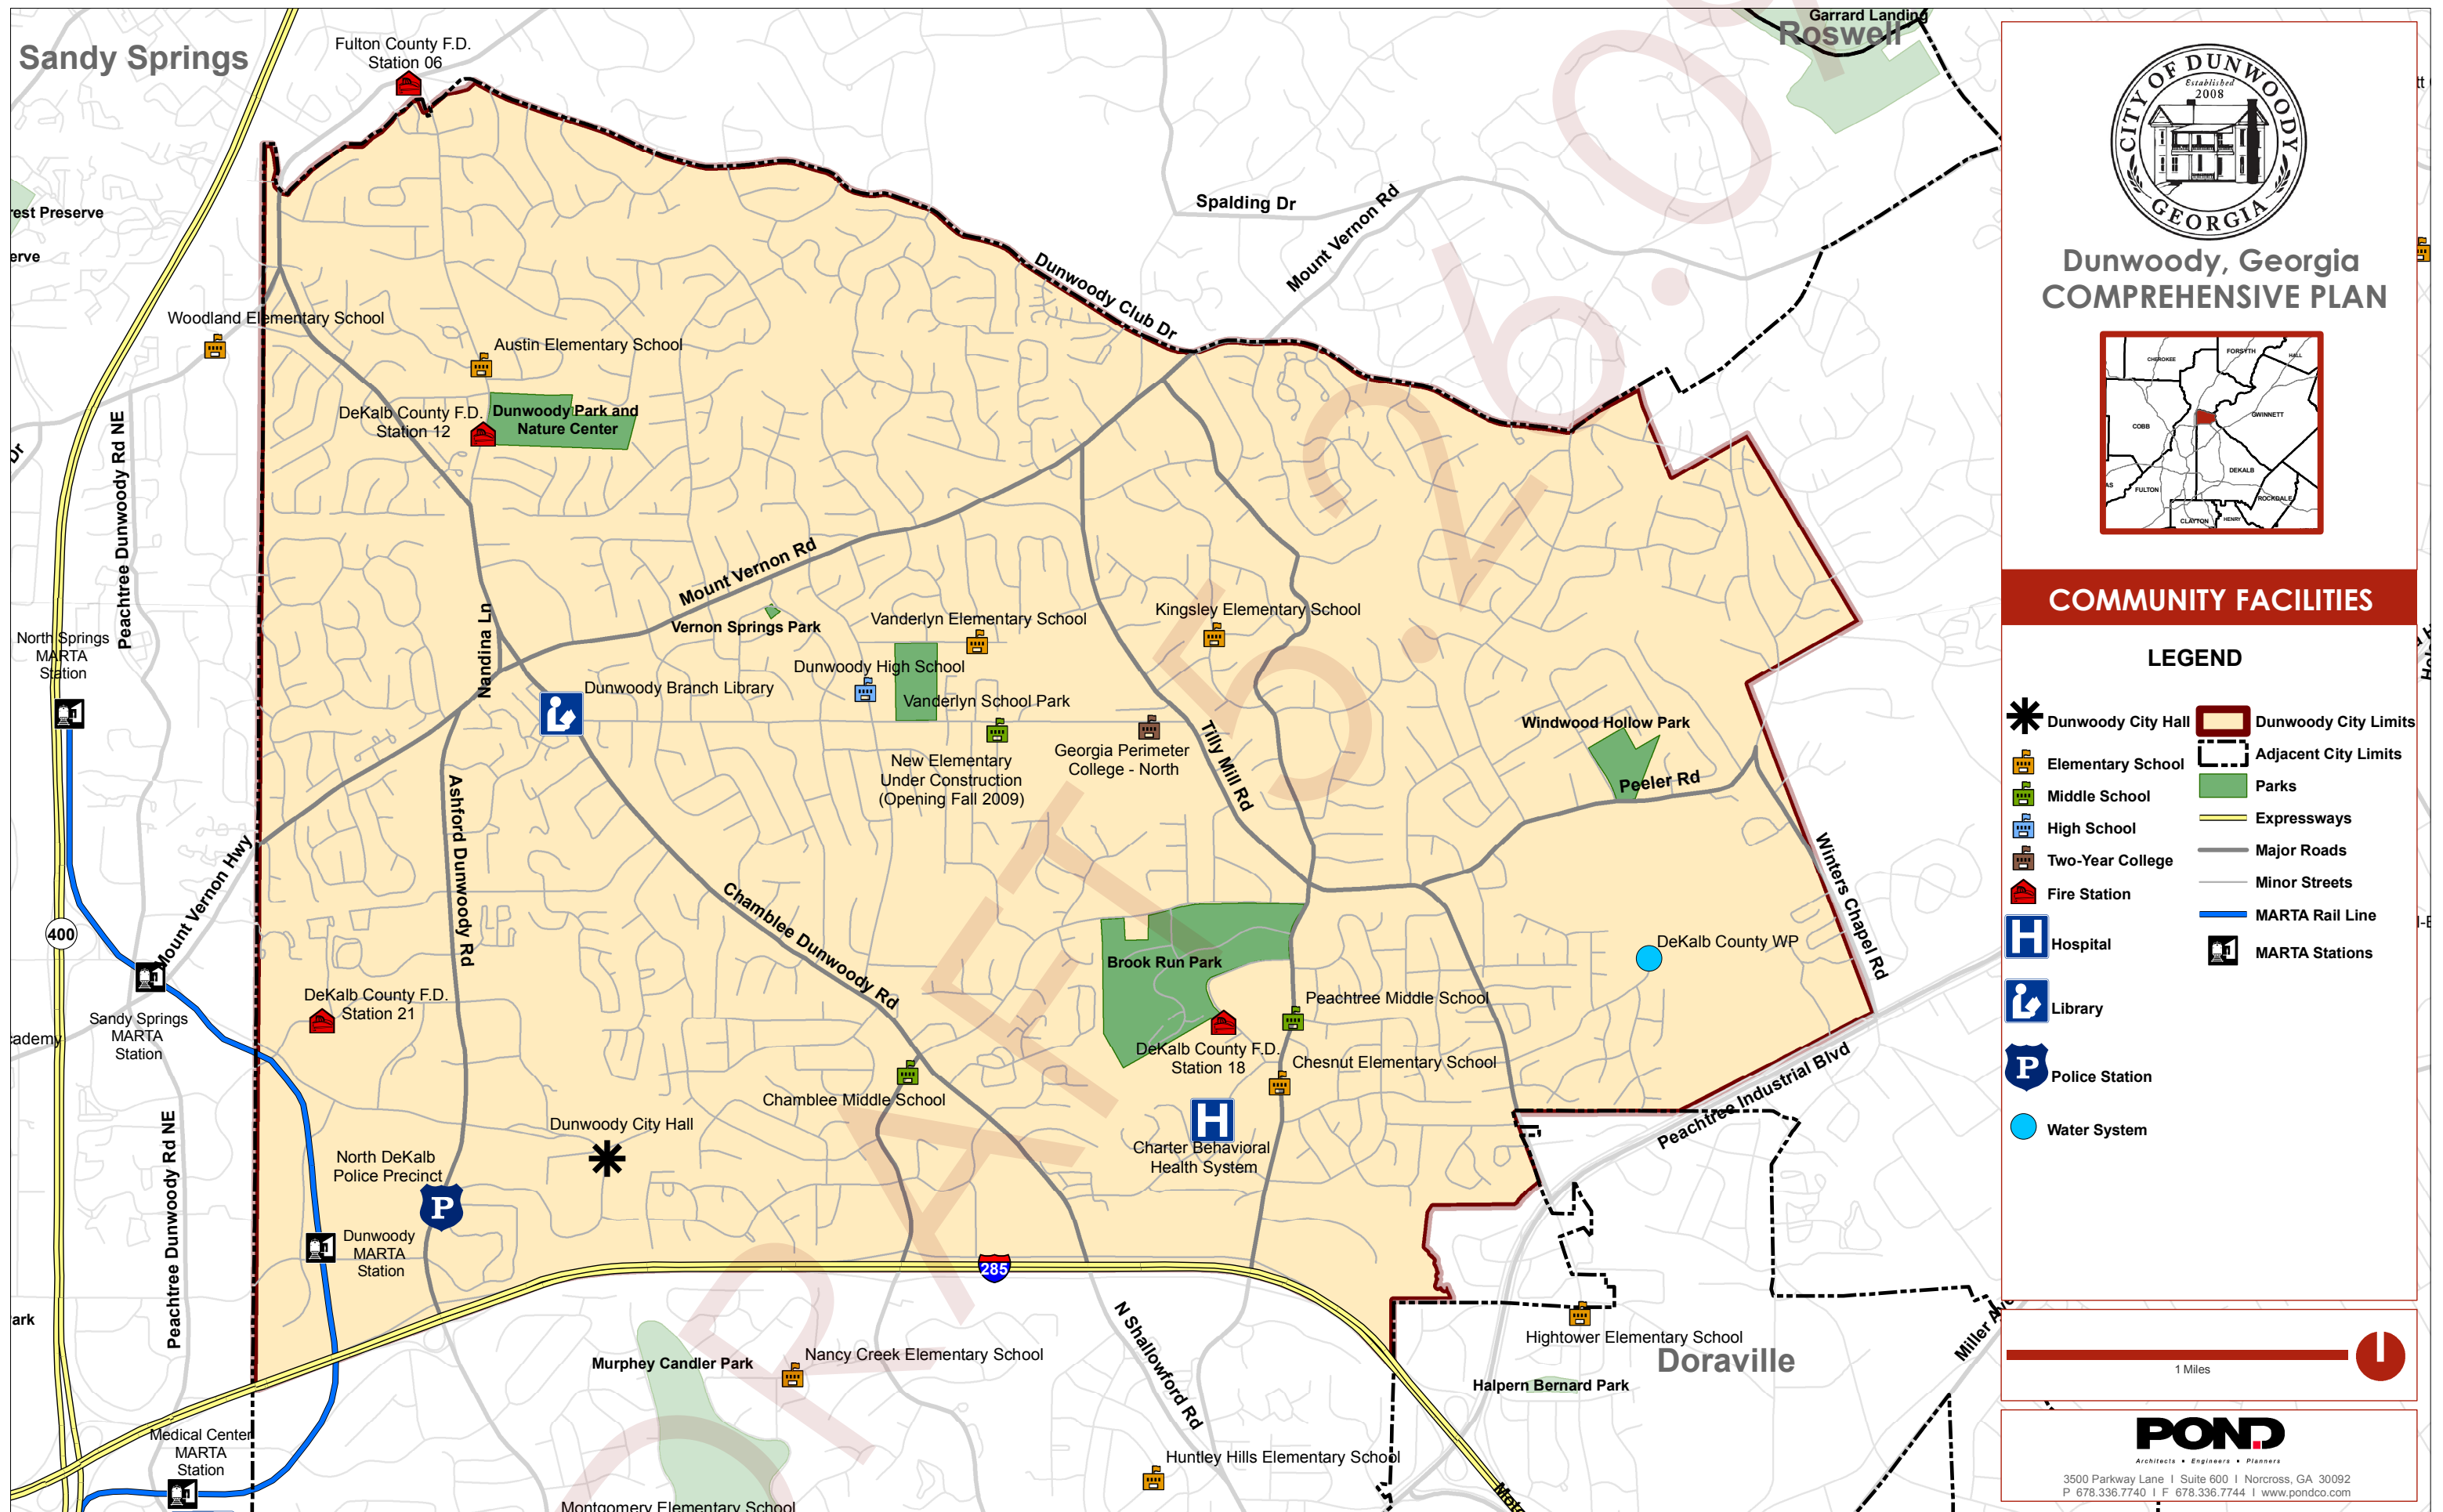 Sandy Springs
Fulton County F.D.
Station 06
Garrard Landing
Roswell
rest Preserve
erve
Spalding Dr
Mount Vernon Rd
Dunwoody Club Dr
Woodland Elementary School
Austin Elementary School
DeKalb County F.D.
Station 12
Dunwoody Park and
Nature Center
Dr
Peachtree Dunwoody Rd NE
Mount Vernon Rd
Nandina Ln
Vernon Springs Park
Vanderlyn Elementary School
Kingsley Elementary School
North Springs
MARTA
Station
Dunwoody High School
Dunwoody Branch Library
Vanderlyn School Park
Windwood Hollow Park
New Elementary
Under Construction
(Opening Fall 2009)
Georgia Perimeter
College - North
Tilly Mill Rd
Peeler Rd
Ashford Dunwoody Rd
Mount Vernon Hwy
Chamblee Dunwoody Rd
Winters Chapel Rd
400
DeKalb County WP
Brook Run Park
DeKalb County F.D.
Station 21
Peachtree Middle School
Sandy Springs
MARTA
Station
cademy
DeKalb County F.D.
Station 18
Chesnut Elementary School
Chamblee Middle School
Peachtree Industrial Blvd
Dunwoody City Hall
H
Charter Behavioral
Health System
North DeKalb
Police Precinct
P
Peachtree Dunwoody Rd NE
Dunwoody
MARTA
Station
285
ark
N Shallowford Rd
Hightower Elementary School
Doraville
Miller Ave
Murphey Candler Park
Nancy Creek Elementary School
Halpern Bernard Park
Medical Center
MARTA
Station
Huntley Hills Elementary School
Montgomery Elementary School
CITY OF DUNWOODY
Established
2008
GEORGIA
Dunwoody, Georgia
COMPREHENSIVE PLAN
CHEROKEE
FORSYTH
HALL
GWINNETT
COBB
DEKALB
AS
FULTON
ROCKDALE
CLAYTON
HENRY
COMMUNITY FACILITIES
LEGEND
Dunwoody City Hall
Elementary School
Middle School
High School
Two-Year College
Fire Station
H Hospital
Library
P Police Station
Water System
Dunwoody City Limits
Adjacent City Limits
Parks
Expressways
Major Roads
Minor Streets
MARTA Rail Line
MARTA Stations
1 Miles
POND
Architects • Engineers • Planners
3500 Parkway Lane I Suite 600 I Norcross, GA 30092
P 678.336.7740 I F 678.336.7744 I www.pondco.com